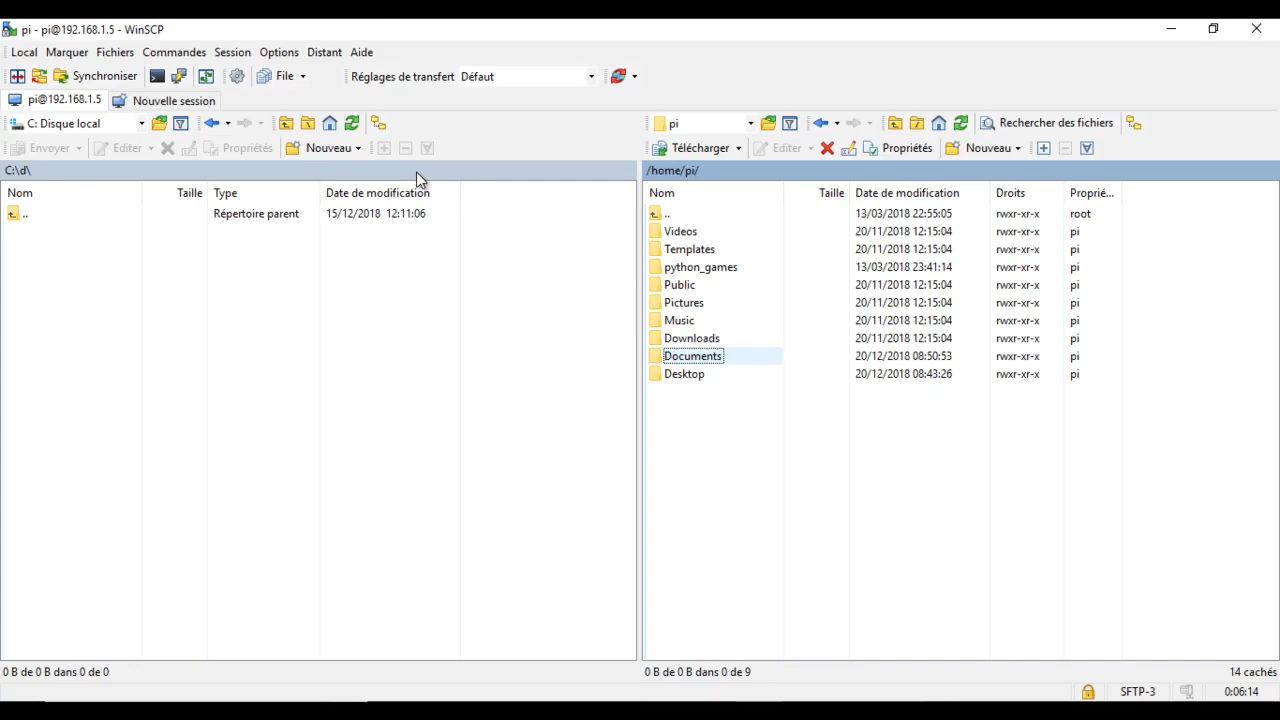 pi - pi@192.168.1.5 - WinSCP
Local Marquer Fichiers Commandes Session Options Distant Aide
Synchroniser File Réglages de transfert Défaut
pi@192.168.1.5 Nouvelle session
C: Disque local
Envoyer Editer Propriétés Nouveau
C:\d\
Nom Taille Type Date de modification
.. Répertoire parent 15/12/2018 12:11:06
0 B de 0 B dans 0 de 0
pi Rechercher des fichiers
Télécharger Editer Propriétés Nouveau
/home/pi/
Nom Taille Date de modification Droits Proprié...
.. 13/03/2018 22:55:05 rwxr-xr-x root
Videos 20/11/2018 12:15:04 rwxr-xr-x pi
Templates 20/11/2018 12:15:04 rwxr-xr-x pi
python_games 13/03/2018 23:41:14 rwxr-xr-x pi
Public 20/11/2018 12:15:04 rwxr-xr-x pi
Pictures 20/11/2018 12:15:04 rwxr-xr-x pi
Music 20/11/2018 12:15:04 rwxr-xr-x pi
Downloads 20/11/2018 12:15:04 rwxr-xr-x pi
Documents 20/12/2018 08:50:53 rwxr-xr-x pi
Desktop 20/12/2018 08:43:26 rwxr-xr-x pi
0 B de 0 B dans 0 de 9 14 cachés
SFTP-3 0:06:14